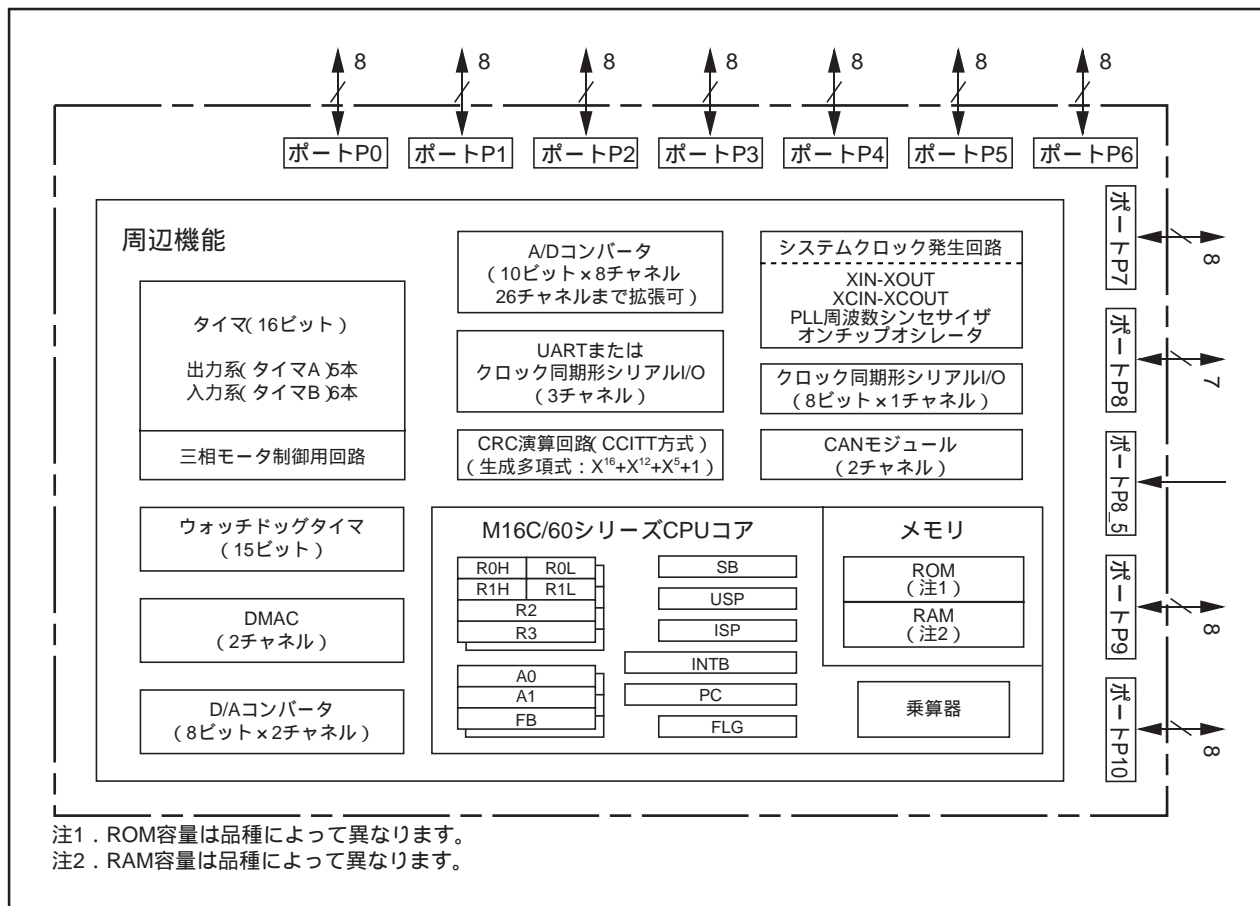 8 8 8 8 8 8 8
ポートP0 ポートP1 ポートP2 ポートP3 ポートP4 ポートP5 ポートP6
周辺機能
タイマ(16ビット)
出力系(タイマA)5本
入力系(タイマB)6本
三相モータ制御用回路
ウォッチドッグタイマ
(15ビット)
DMAC
(2チャネル)
D/Aコンバータ
(8ビット×2チャネル)
A/Dコンバータ
(10ビット×8チャネル
26チャネルまで拡張可)
UARTまたは
クロック同期形シリアルI/O
(3チャネル)
CRC演算回路(CCITT方式)
(生成多項式:X¹⁶+X¹²+X⁵+1)
システムクロック発生回路
XIN-XOUT
XCIN-XCOUT
PLL周波数シンセサイザ
オンチップオシレータ
クロック同期形シリアルI/O
(8ビット×1チャネル)
CANモジュール
(2チャネル)
M16C/60シリーズCPUコア
R0H R0L
R1H R1L
R2
R3
A0
A1
FB
SB
USP
ISP
INTB
PC
FLG
メモリ
ROM
(注1)
RAM
(注2)
乗算器
ポートP7
8
ポートP8
7
ポートP8_5
ポートP9
8
ポートP10
8
注1.ROM容量は品種によって異なります。
注2.RAM容量は品種によって異なります。